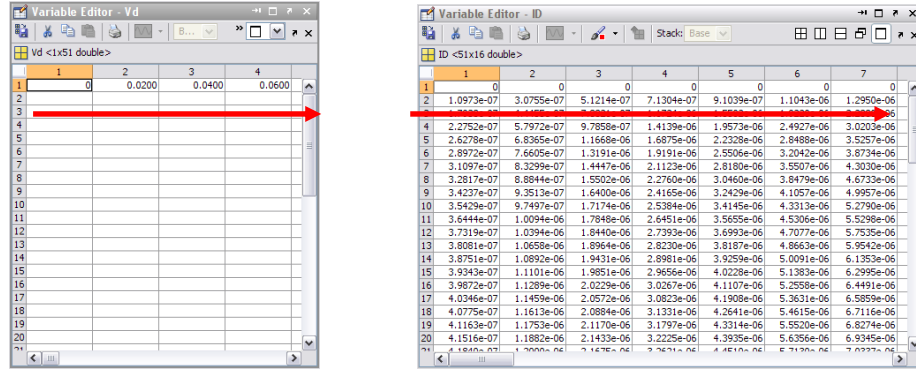 Variable Editor - Vd
B...
Vd <1x51 double>
1 2 3 4
1 0 0.0200 0.0400 0.0600
2
3
4
5
6
7
8
9
10
11
12
13
14
15
16
17
18
19
20
Variable Editor - ID
Stack: Base
ID <51x16 double>
1 2 3 4 5 6 7
1 0 0 0 0 0 0 0
2 1.0973e-07 3.0755e-07 5.1214e-07 7.1304e-07 9.1039e-07 1.1043e-06 1.2950e-06
4 2.2752e-07 5.7972e-07 9.7858e-07 1.4139e-06 1.9573e-06 2.4927e-06 3.0203e-06
5 2.6278e-07 6.8365e-07 1.1668e-06 1.6875e-06 2.2328e-06 2.8488e-06 3.5257e-06
6 2.8972e-07 7.6605e-07 1.3191e-06 1.9191e-06 2.5506e-06 3.2042e-06 3.8734e-06
7 3.1097e-07 8.3299e-07 1.4447e-06 2.1123e-06 2.8180e-06 3.5507e-06 4.3030e-06
8 3.2817e-07 8.8844e-07 1.5502e-06 2.2760e-06 3.0460e-06 3.8479e-06 4.6733e-06
9 3.4237e-07 9.3513e-07 1.6400e-06 2.4165e-06 3.2429e-06 4.1057e-06 4.9957e-06
10 3.5429e-07 9.7497e-07 1.7174e-06 2.5384e-06 3.4145e-06 4.3313e-06 5.2790e-06
11 3.6444e-07 1.0094e-06 1.7848e-06 2.6451e-06 3.5655e-06 4.5306e-06 5.5298e-06
12 3.7319e-07 1.0394e-06 1.8440e-06 2.7393e-06 3.6993e-06 4.7077e-06 5.7535e-06
13 3.8081e-07 1.0658e-06 1.8964e-06 2.8230e-06 3.8187e-06 4.8663e-06 5.9542e-06
14 3.8751e-07 1.0892e-06 1.9431e-06 2.8981e-06 3.9259e-06 5.0091e-06 6.1353e-06
15 3.9343e-07 1.1101e-06 1.9851e-06 2.9656e-06 4.0228e-06 5.1383e-06 6.2995e-06
16 3.9872e-07 1.1289e-06 2.0229e-06 3.0267e-06 4.1107e-06 5.2558e-06 6.4491e-06
17 4.0346e-07 1.1459e-06 2.0572e-06 3.0823e-06 4.1908e-06 5.3631e-06 6.5859e-06
18 4.0775e-07 1.1613e-06 2.0884e-06 3.1331e-06 4.2641e-06 5.4615e-06 6.7116e-06
19 4.1163e-07 1.1753e-06 2.1170e-06 3.1797e-06 4.3314e-06 5.5520e-06 6.8274e-06
20 4.1516e-07 1.1882e-06 2.1433e-06 3.2225e-06 4.3935e-06 5.6356e-06 6.9345e-06